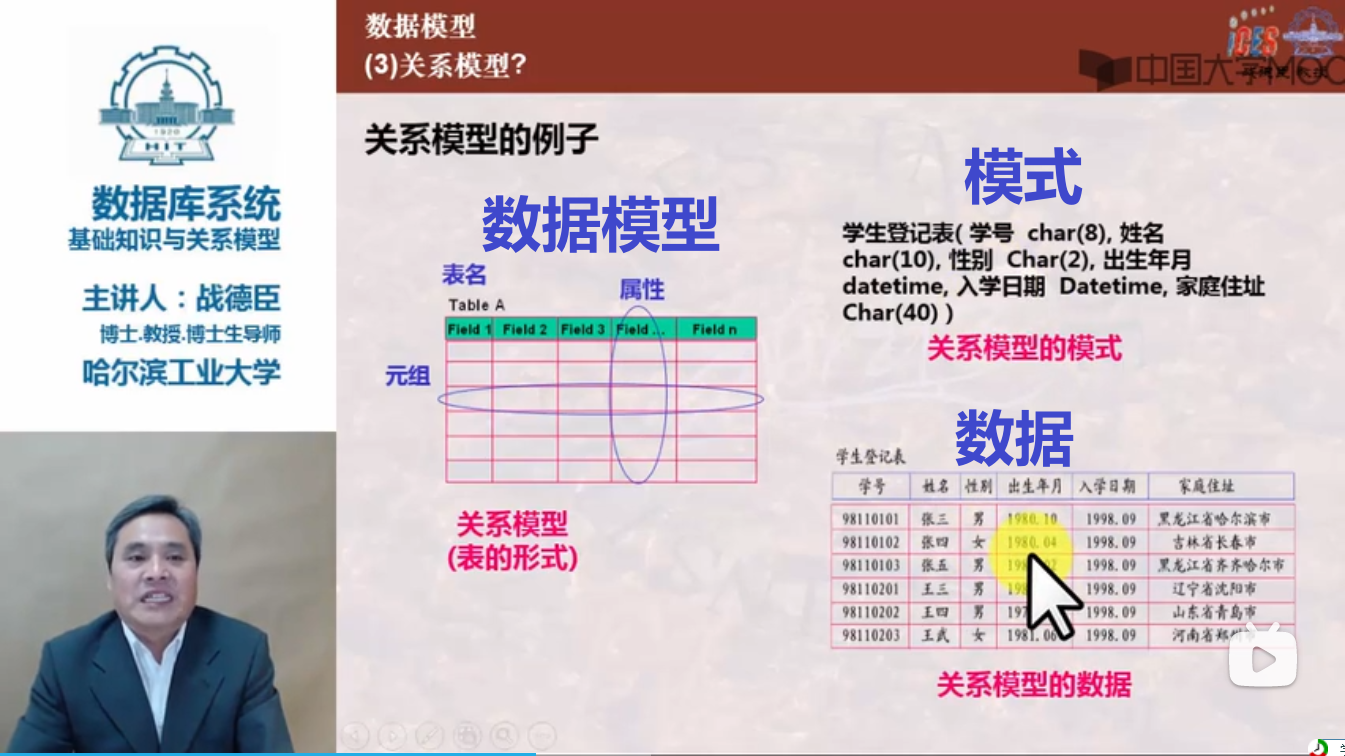 1920
HIT
数据库系统
基础知识与关系模型
主讲人：战德臣
博士.教授.博士生导师
哈尔滨工业大学
数据模型
(3)关系模型?
ICES
中国大学MOOC
关系模型的例子
数据模型
表名
属性
Table A
Field 1 Field 2 Field 3 Field ... Field n
元组
关系模型
(表的形式)
模式
学生登记表( 学号 char(8), 姓名
char(10), 性别 Char(2), 出生年月
datetime, 入学日期 Datetime, 家庭住址
Char(40) )
关系模型的模式
数据
学生登记表
学号 姓名 性别 出生年月 入学日期 家庭住址
98110101 张三 男 1980.10 1998.09 黑龙江省哈尔滨市
98110102 张四 女 1980.04 1998.09 吉林省长春市
98110103 张五 男 1998.09 黑龙江省齐齐哈尔市
98110201 王三 男 1998.09 辽宁省沈阳市
98110202 王四 男 1998.09 山东省青岛市
98110203 王武 女 1981.06 1998.09 河南省郑州
关系模型的数据